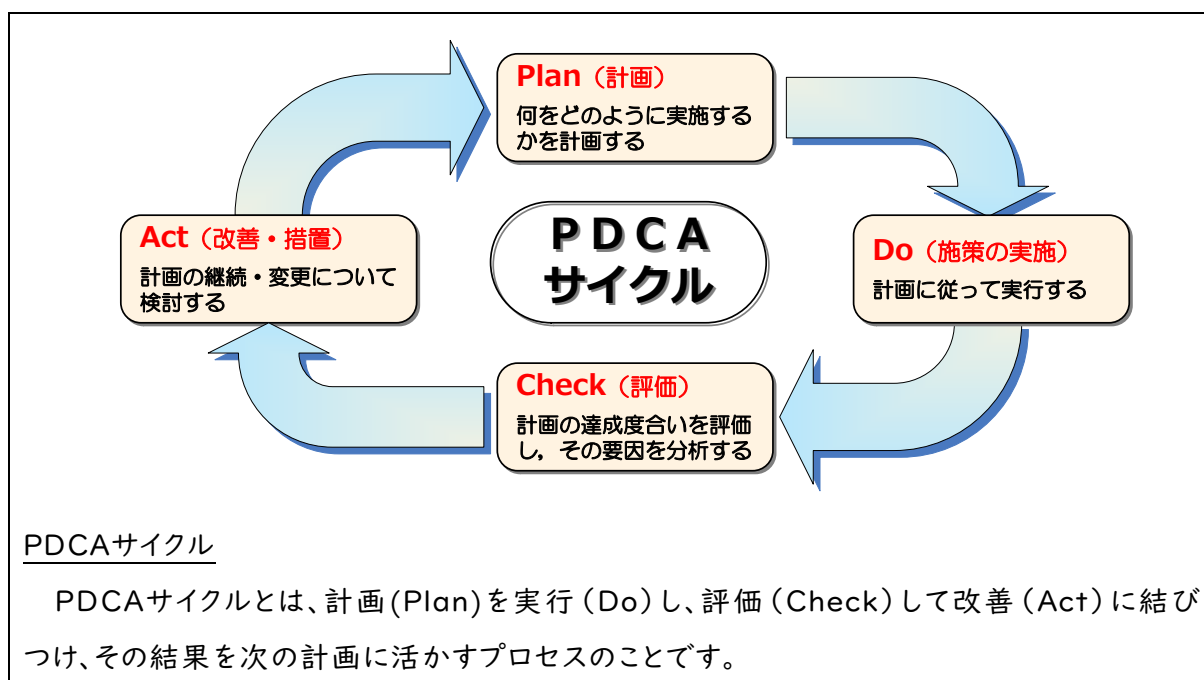 Plan（計画）
何をどのように実施する
かを計画する
Act（改善・措置）
計画の継続・変更について
検討する
ＰＤＣＡ
サイクル
Do（施策の実施）
計画に従って実行する
Check（評価）
計画の達成度合いを評価
し，その要因を分析する
PDCAサイクル
PDCAサイクルとは、計画(Plan)を実行（Do）し、評価（Check）して改善（Act）に結び
つけ、その結果を次の計画に活かすプロセスのことです。